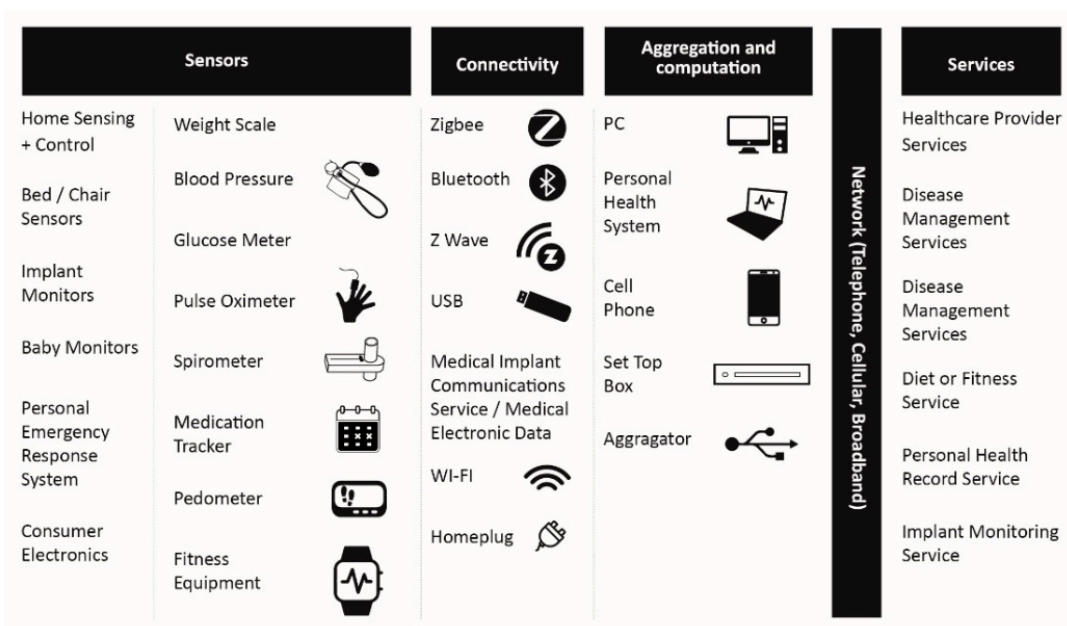 Sensors
Home Sensing
+ Control
Bed / Chair
Sensors
Implant
Monitors
Baby Monitors
Personal
Emergency
Response
System
Consumer
Electronics
Weight Scale
Blood Pressure
Glucose Meter
Pulse Oximeter
Spirometer
Medication
Tracker
Pedometer
Fitness
Equipment
Connectivity
Zigbee
Bluetooth
Z Wave
USB
Medical Implant
Communications
Service / Medical
Electronic Data
WI-FI
Homeplug
Aggregation and
computation
PC
Personal
Health
System
Cell
Phone
Set Top
Box
Aggragator
Network (Telephone, Cellular, Broadband)
Services
Healthcare Provider
Services
Disease
Management
Services
Disease
Management
Services
Diet or Fitness
Service
Personal Health
Record Service
Implant Monitoring
Service